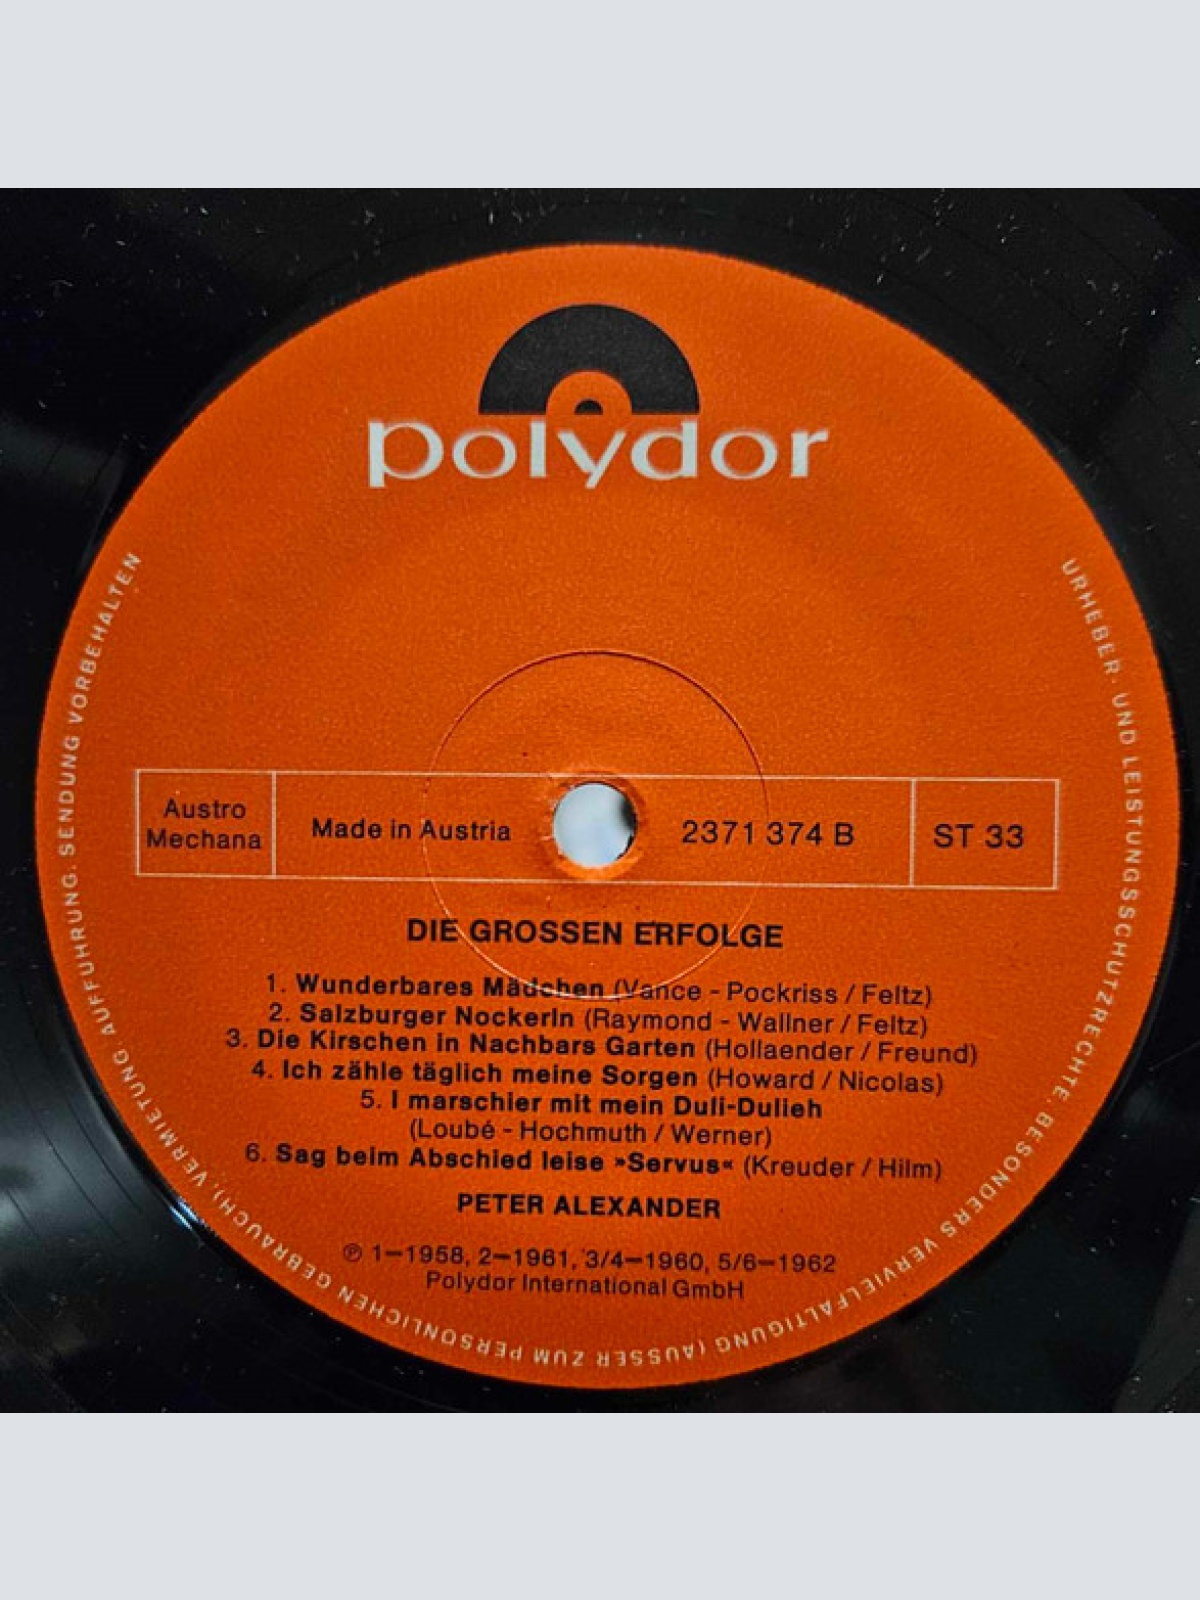 polydor
Austro
Mechana
Made in Austria
2371 374 B
ST 33
DIE GROSSEN ERFOLGE
1. Wunderbares Mädchen (Vance - Pockriss / Feltz)
2. Salzburger Nockerln (Raymond - Wallner / Feltz)
3. Die Kirschen in Nachbars Garten (Hollaender / Freund)
4. Ich zähle täglich meine Sorgen (Howard / Nicolas)
5. I marschier mit mein Duli-Dulieh
(Loubé - Hochmuth / Werner)
6. Sag beim Abschied leise »Servus« (Kreuder / Hilm)
PETER ALEXANDER
℗ 1—1958, 2—1961, 3/4—1960, 5/6—1962
Polydor International GmbH
URHEBER- UND LEISTUNGSSCHUTZRECHTE, BESONDERS VERVIELFÄLTIGUNG (AUSSER ZUM PERSÖNLICHEN GEBRAUCH), VERMIETUNG, AUFFÜHRUNG, SENDUNG VORBEHALTEN